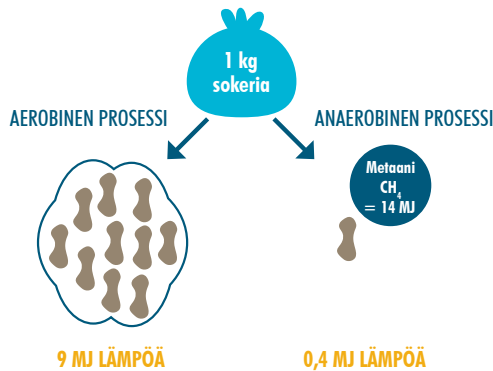 1 kg
sokeria
AEROBINEN PROSESSI
ANAEROBINEN PROSESSI
Metaani
CH₄
= 14 MJ
9 MJ LÄMPÖÄ
0,4 MJ LÄMPÖÄ